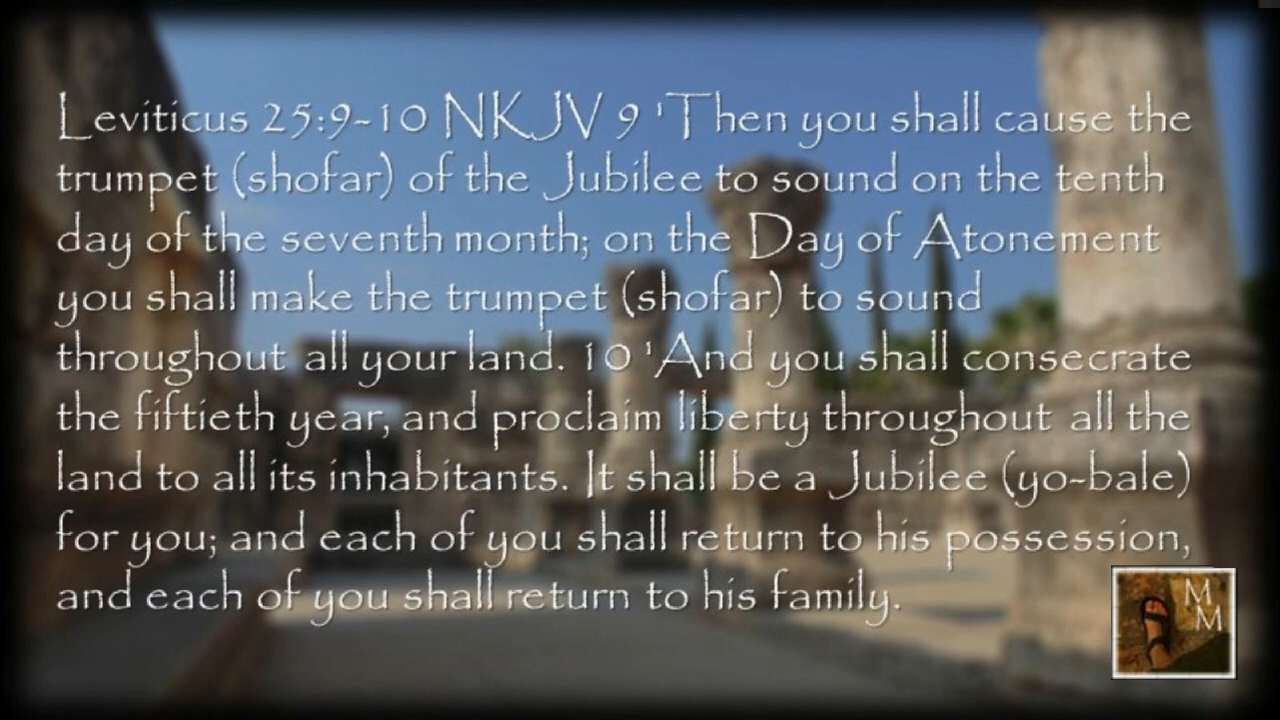 Leviticus 25:9-10 NKJV 9 'Then you shall cause the
trumpet (shofar) of the Jubilee to sound on the tenth
day of the seventh month; on the Day of Atonement
you shall make the trumpet (shofar) to sound
throughout all your land. 10 'And you shall consecrate
the fiftieth year, and proclaim liberty throughout all the
land to all its inhabitants. It shall be a Jubilee (yo-bale)
for you; and each of you shall return to his possession,
and each of you shall return to his family.
M
M